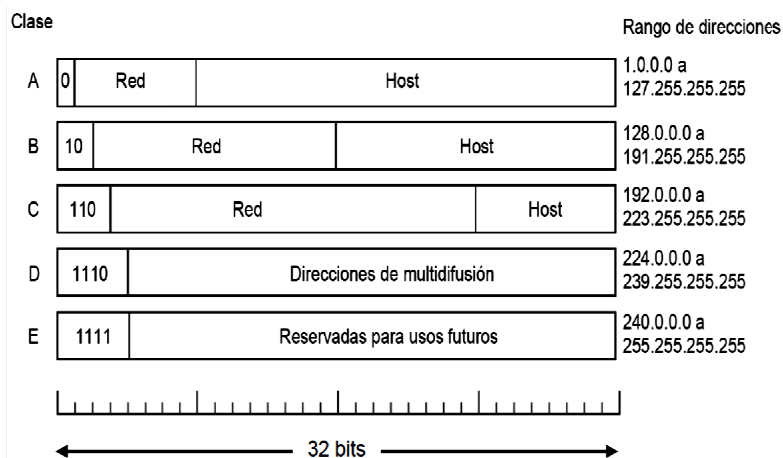 Clase
Rango de direcciones
A
0
Red
Host
1.0.0.0 a
127.255.255.255
B
10
Red
Host
128.0.0.0 a
191.255.255.255
C
110
Red
Host
192.0.0.0 a
223.255.255.255
D
1110
Direcciones de multidifusión
224.0.0.0 a
239.255.255.255
E
1111
Reservadas para usos futuros
240.0.0.0 a
255.255.255.255
32 bits